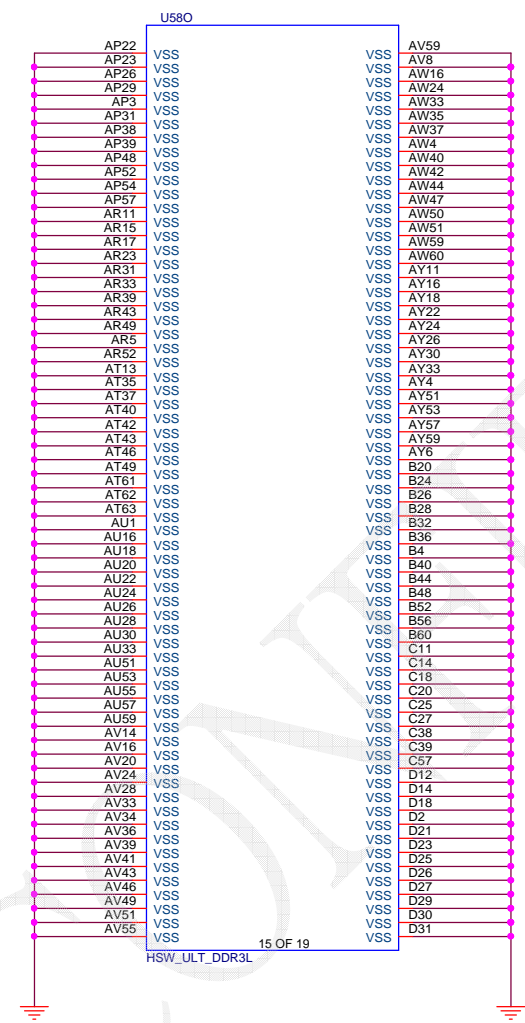 U58O
AP22 VSS VSS AV59
AP23 VSS VSS AV8
AP26 VSS VSS AW16
AP29 VSS VSS AW24
AP3 VSS VSS AW33
AP31 VSS VSS AW35
AP38 VSS VSS AW37
AP39 VSS VSS AW4
AP48 VSS VSS AW40
AP52 VSS VSS AW42
AP54 VSS VSS AW44
AP57 VSS VSS AW47
AR11 VSS VSS AW50
AR15 VSS VSS AW51
AR17 VSS VSS AW59
AR23 VSS VSS AW60
AR31 VSS VSS AY11
AR33 VSS VSS AY16
AR39 VSS VSS AY18
AR43 VSS VSS AY22
AR49 VSS VSS AY24
AR5 VSS VSS AY26
AR52 VSS VSS AY30
AT13 VSS VSS AY33
AT35 VSS VSS AY4
AT37 VSS VSS AY51
AT40 VSS VSS AY53
AT42 VSS VSS AY57
AT43 VSS VSS AY59
AT46 VSS VSS AY6
AT49 VSS VSS B20
AT61 VSS VSS B24
AT62 VSS VSS B26
AT63 VSS VSS B28
AU1 VSS VSS B32
AU16 VSS VSS B36
AU18 VSS VSS B4
AU20 VSS VSS B40
AU22 VSS VSS B44
AU24 VSS VSS B48
AU26 VSS VSS B52
AU28 VSS VSS B56
AU30 VSS VSS B60
AU33 VSS VSS C11
AU51 VSS VSS C14
AU53 VSS VSS C18
AU55 VSS VSS C20
AU57 VSS VSS C25
AU59 VSS VSS C27
AV14 VSS VSS C38
AV16 VSS VSS C39
AV20 VSS VSS C57
AV24 VSS VSS D12
AV28 VSS VSS D14
AV33 VSS VSS D18
AV34 VSS VSS D2
AV36 VSS VSS D21
AV39 VSS VSS D23
AV41 VSS VSS D25
AV43 VSS VSS D26
AV46 VSS VSS D27
AV49 VSS VSS D29
AV51 VSS VSS D30
AV55 VSS VSS D31
15 OF 19
HSW_ULT_DDR3L